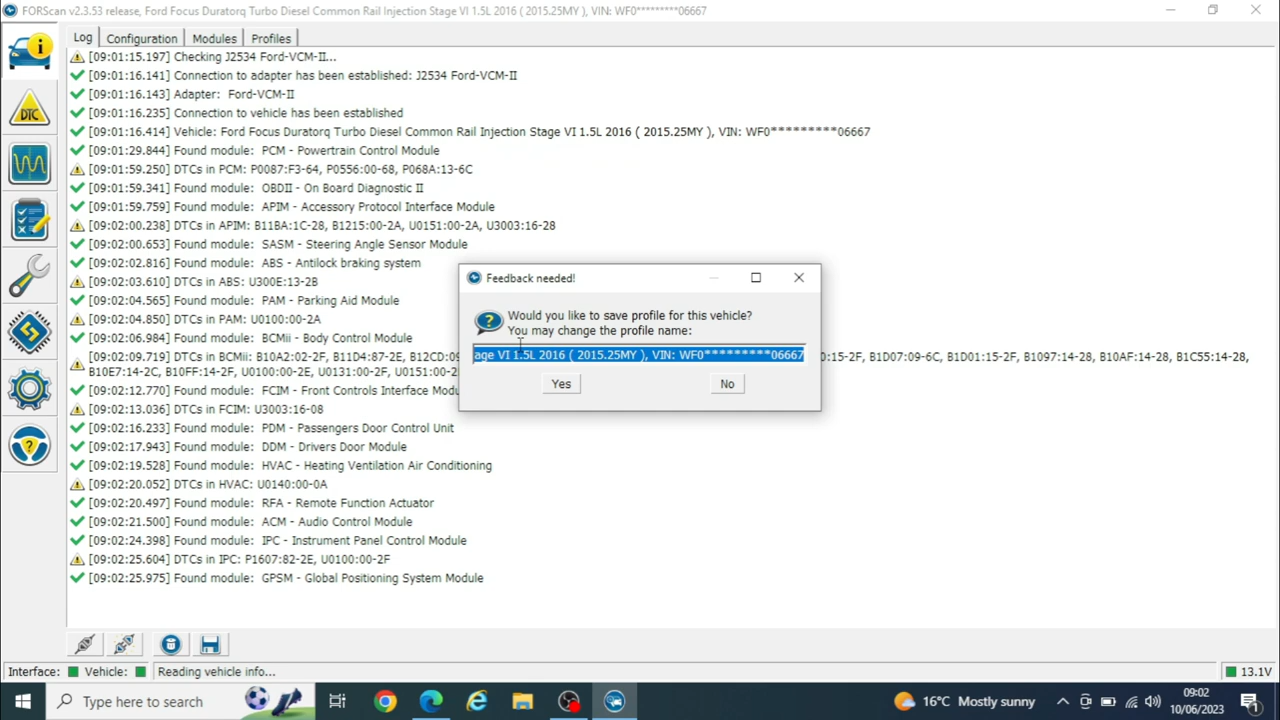 FORScan v2.3.53 release, Ford Focus Duratorq Turbo Diesel Common Rail Injection Stage VI 1.5L 2016 ( 2015.25MY ), VIN: WF0*********06667
Log Configuration Modules Profiles
[09:01:15.197] Checking J2534 Ford-VCM-II...
[09:01:16.141] Connection to adapter has been established: J2534 Ford-VCM-II
[09:01:16.143] Adapter: Ford-VCM-II
[09:01:16.235] Connection to vehicle has been established
[09:01:16.414] Vehicle: Ford Focus Duratorq Turbo Diesel Common Rail Injection Stage VI 1.5L 2016 ( 2015.25MY ), VIN: WF0*********06667
[09:01:29.844] Found module: PCM - Powertrain Control Module
[09:01:59.250] DTCs in PCM: P0087:F3-64, P0556:00-68, P068A:13-6C
[09:01:59.341] Found module: OBDII - On Board Diagnostic II
[09:01:59.759] Found module: APIM - Accessory Protocol Interface Module
[09:02:00.238] DTCs in APIM: B11BA:1C-28, B1215:00-2A, U0151:00-2A, U3003:16-28
[09:02:00.653] Found module: SASM - Steering Angle Sensor Module
[09:02:02.816] Found module: ABS - Antilock braking system
[09:02:03.610] DTCs in ABS: U300E:13-2B
[09:02:04.565] Found module: PAM - Parking Aid Module
[09:02:04.850] DTCs in PAM: U0100:00-2A
[09:02:06.984] Found module: BCMii - Body Control Module
[09:02:09.719] DTCs in BCMii: B10A2:02-2F, B11D4:87-2E, B12CD:09 0:15-2F, B1D07:09-6C, B1D01:15-2F, B1097:14-2B, B10AF:14-2B, B1C55:14-2B,
B10E7:14-2C, B10FF:14-2F, U0100:00-2E, U0131:00-2F, U0151:00-2
[09:02:12.770] Found module: FCIM - Front Controls Interface Modu
[09:02:13.036] DTCs in FCIM: U3003:16-08
[09:02:16.233] Found module: PDM - Passengers Door Control Unit
[09:02:17.943] Found module: DDM - Drivers Door Module
[09:02:19.528] Found module: HVAC - Heating Ventilation Air Conditioning
[09:02:20.052] DTCs in HVAC: U0140:00-0A
[09:02:20.497] Found module: RFA - Remote Function Actuator
[09:02:21.500] Found module: ACM - Audio Control Module
[09:02:24.398] Found module: IPC - Instrument Panel Control Module
[09:02:25.604] DTCs in IPC: P1607:82-2E, U0100:00-2F
[09:02:25.975] Found module: GPSM - Global Positioning System Module
Feedback needed!
Would you like to save profile for this vehicle?
You may change the profile name:
age VI 1.5L 2016 ( 2015.25MY ), VIN: WF0*********06667
Yes No
DTC
Interface: Vehicle: Reading vehicle info... 13.1V
Type here to search 16°C Mostly sunny 09:02
10/06/2023
1